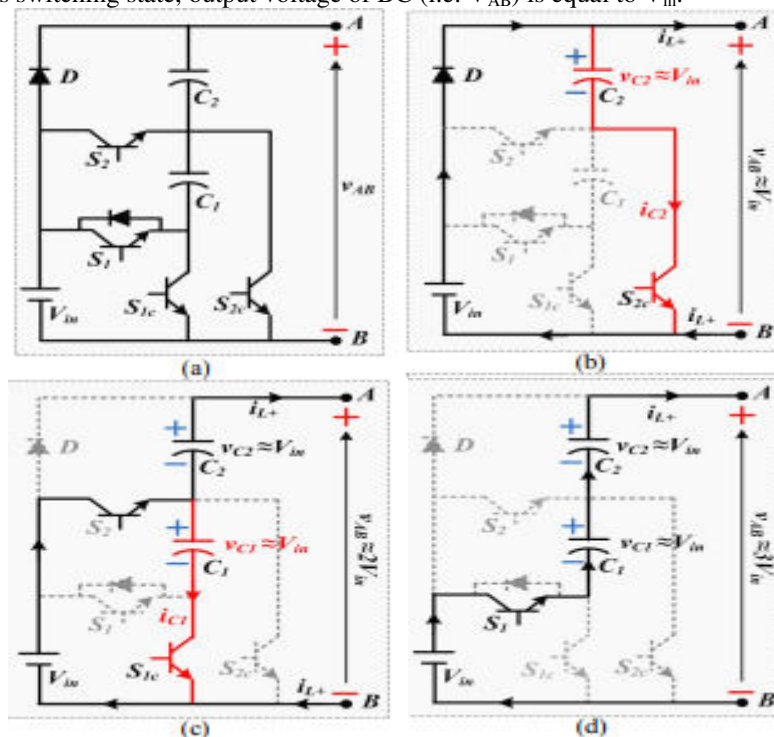 s switching state, output voltage of DC (i.e. VAB) is equal to Vin.
A
+
D
C2
S2
C1
vAB
S1
Vin
S1c
S2c
−
B
(a)
iL+
A
+
+
D
vC2≈Vin
−
C2
S2
C1
vAB≈Vin
iC2
S1
Vin
S1c
S2c
−
iL+
B
(b)
iL+
A
+
+
D
vC2≈Vin
−
C2
S2
+
vC1≈Vin
vAB≈2Vin
−
C1
S1
iC1
Vin
S1c
S2c
−
iL+
B
(c)
iL+
A
+
+
D
vC2≈Vin
−
C2
S2
+
vC1≈Vin
vAB≈3Vin
−
C1
S1
Vin
S1c
S2c
−
B
(d)